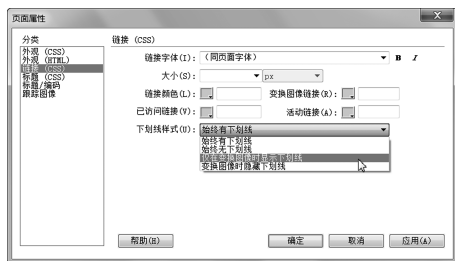 页面属性
分类
外观 (CSS)
外观 (HTML)
链接 (CSS)
标题 (CSS)
标题/编码
跟踪图像
链接 (CSS)
链接字体(I): (同页面字体) B I
大小(S): px
链接颜色(L): 变换图像链接(R):
已访问链接(V): 活动链接(A):
下划线样式(U): 始终有下划线
始终有下划线
始终无下划线
仅在变换图像时显示下划线
变换图像时隐藏下划线
帮助(H) 确定 取消 应用(A)